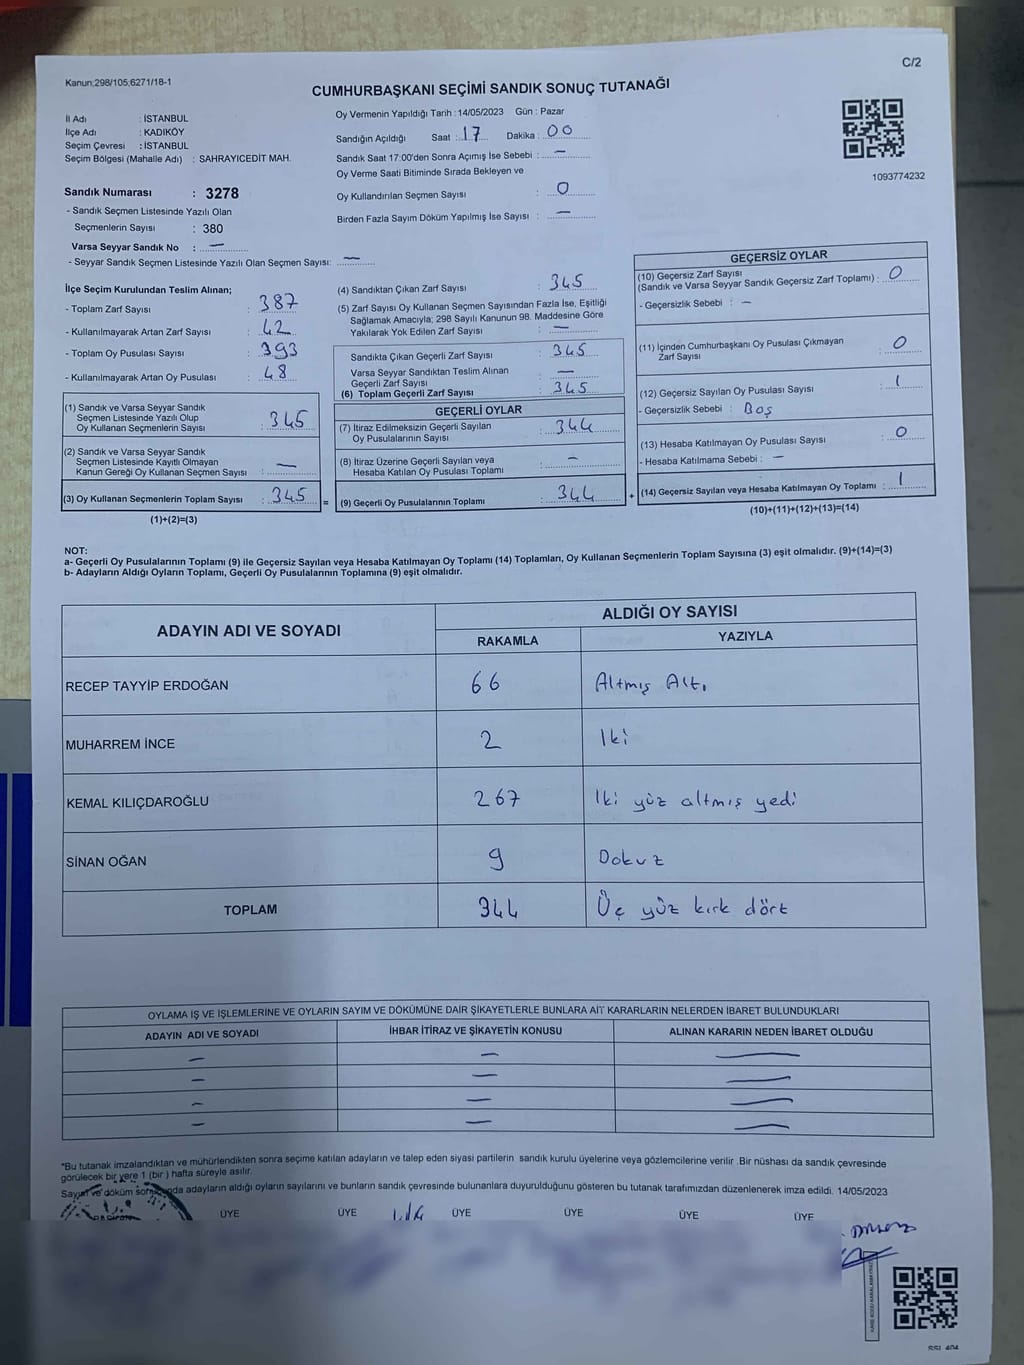 C/2
Kanun:298/105;6271/18-1
CUMHURBAŞKANI SEÇİMİ SANDIK SONUÇ TUTANAĞI
İl Adı : İSTANBUL
İlçe Adı : KADIKÖY
Seçim Çevresi : İSTANBUL
Seçim Bölgesi (Mahalle Adı) : SAHRAYICEDİT MAH.
Sandık Numarası : 3278
- Sandık Seçmen Listesinde Yazılı Olan
Seçmenlerin Sayısı : 380
Varsa Seyyar Sandık No : —
- Seyyar Sandık Seçmen Listesinde Yazılı Olan Seçmen Sayısı: —
Oy Vermenin Yapıldığı Tarih : 14/05/2023 Gün : Pazar
Sandığın Açıldığı Saat : 17 Dakika : 00
Sandık Saat 17:00'den Sonra Açımış İse Sebebi : —
Oy Verme Saati Bitiminde Sırada Bekleyen ve
Oy Kullandırılan Seçmen Sayısı : 0
Birden Fazla Sayım Döküm Yapılmış İse Sayısı : —
1093774232
İlçe Seçim Kurulundan Teslim Alınan;
- Toplam Zarf Sayısı : 387
- Kullanılmayarak Artan Zarf Sayısı : 42
- Toplam Oy Pusulası Sayısı : 393
- Kullanılmayarak Artan Oy Pusulası : 48
(1) Sandık ve Varsa Seyyar Sandık
Seçmen Listesinde Yazılı Olup
Oy Kullanan Seçmenlerin Sayısı : 345
(2) Sandık ve Varsa Seyyar Sandık
Seçmen Listesinde Kayıtlı Olmayan
Kanun Gereği Oy Kullanan Seçmen Sayısı : —
(3) Oy Kullanan Seçmenlerin Toplam Sayısı : 345 =
(1)+(2)=(3)
(4) Sandıktan Çıkan Zarf Sayısı : 345
(5) Zarf Sayısı Oy Kullanan Seçmen Sayısından Fazla İse, Eşitliği
Sağlamak Amacıyla; 298 Sayılı Kanunun 98. Maddesine Göre
Yakılarak Yok Edilen Zarf Sayısı : —
Sandıkta Çıkan Geçerli Zarf Sayısı : 345
Varsa Seyyar Sandıktan Teslim Alınan
Geçerli Zarf Sayısı : —
(6) Toplam Geçerli Zarf Sayısı : 345
GEÇERLİ OYLAR
(7) İtiraz Edilmeksizin Geçerli Sayılan
Oy Pusulalarının Sayısı : 344
(8) İtiraz Üzerine Geçerli Sayılan veya
Hesaba Katılan Oy Pusulası Toplamı : —
(9) Geçerli Oy Pusulalarının Toplamı : 344 +
GEÇERSİZ OYLAR
(10) Geçersiz Zarf Sayısı
(Sandık ve Varsa Seyyar Sandık Geçersiz Zarf Toplamı) : 0
- Geçersizlik Sebebi : —
(11) İçinden Cumhurbaşkanı Oy Pusulası Çıkmayan
Zarf Sayısı : 0
(12) Geçersiz Sayılan Oy Pusulası Sayısı : 1
- Geçersizlik Sebebi : Boş
(13) Hesaba Katılmayan Oy Pusulası Sayısı : 0
- Hesaba Katılmama Sebebi : —
(14) Geçersiz Sayılan veya Hesaba Katılmayan Oy Toplamı : 1
(10)+(11)+(12)+(13)=(14)
NOT:
a- Geçerli Oy Pusulalarının Toplamı (9) ile Geçersiz Sayılan veya Hesaba Katılmayan Oy Toplamı (14) Toplamları, Oy Kullanan Seçmenlerin Toplam Sayısına (3) eşit olmalıdır. (9)+(14)=(3)
b- Adayların Aldığı Oyların Toplamı, Geçerli Oy Pusulalarının Toplamına (9) eşit olmalıdır.
ADAYIN ADI VE SOYADI ALDIĞI OY SAYISI
RAKAMLA YAZIYLA
RECEP TAYYİP ERDOĞAN 66 Altmış Altı
MUHARREM İNCE 2 İki
KEMAL KILIÇDAROĞLU 267 İki yüz altmış yedi
SİNAN OĞAN 9 Dokuz
TOPLAM 344 Üç yüz kırk dört
OYLAMA İŞ VE İŞLEMLERİNE VE OYLARIN SAYIM VE DÖKÜMÜNE DAİR ŞİKAYETLERLE BUNLARA AİT KARARLARIN NELERDEN İBARET BULUNDUKLARI
ADAYIN ADI VE SOYADI İHBAR İTİRAZ VE ŞİKAYETİN KONUSU ALINAN KARARIN NEDEN İBARET OLDUĞU
— — —
— — —
— — —
— — —
*Bu tutanak imzalandıktan ve mühürlendikten sonra seçime katılan adayların ve talep eden siyasi partilerin sandık kurulu üyelerine veya gözlemcilerine verilir .Bir nüshası da sandık çevresinde
görülecek bir yere 1 (bir ) hafta süreyle asılır.
Sayım ve döküm sonucunda adayların aldığı oyların sayılarını ve bunların sandık çevresinde bulunanlara duyurulduğunu gösteren bu tutanak tarafımızdan düzenlenerek imza edildi. 14/05/2023
ÜYE ÜYE ÜYE ÜYE ÜYE ÜYE